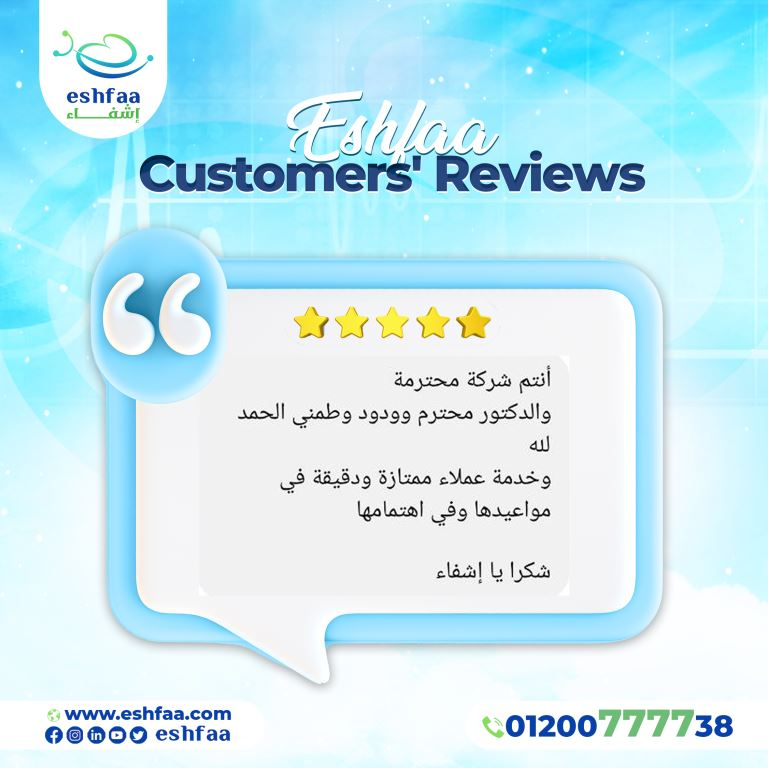 eshfaa
إشفاء
Eshfaa
Customers' Reviews
أنتم شركة محترمة
والدكتور محترم وودود وطمني الحمد
لله
وخدمة عملاء ممتازة ودقيقة في
مواعيدها وفي اهتمامها
شكرا يا إشفاء
www.eshfaa.com
eshfaa
01200777738